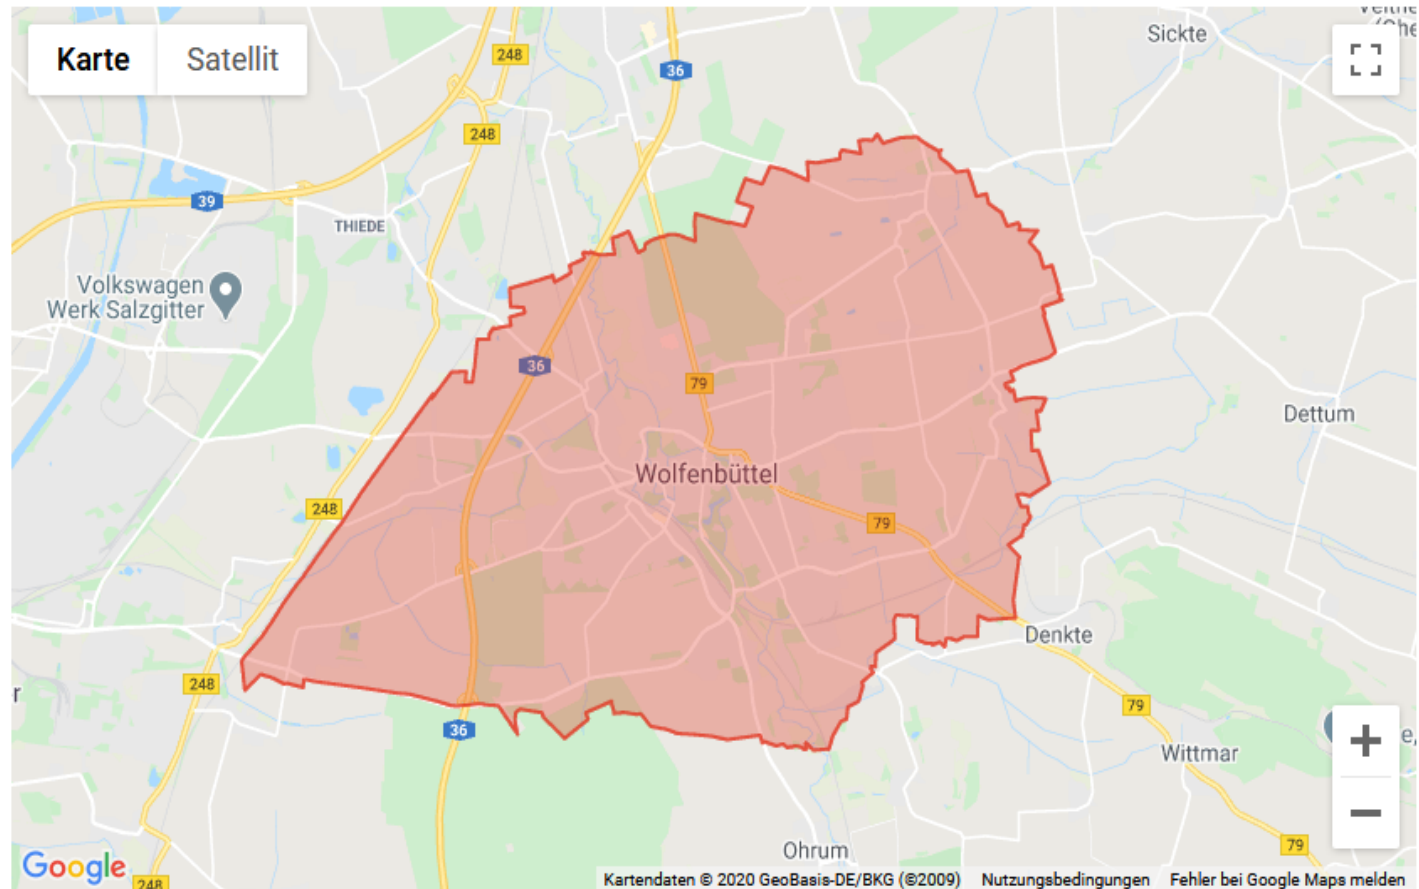 Karte
Satellit
248
36
Sickte
248
39
THIEDE
Volkswagen
Werk Salzgitter
36
79
Dettum
Wolfenbüttel
248
79
Denkte
248
79
36
Wittmar
Ohrum
79
Google
248
Kartendaten © 2020 GeoBasis-DE/BKG (©2009)
Nutzungsbedingungen
Fehler bei Google Maps melden